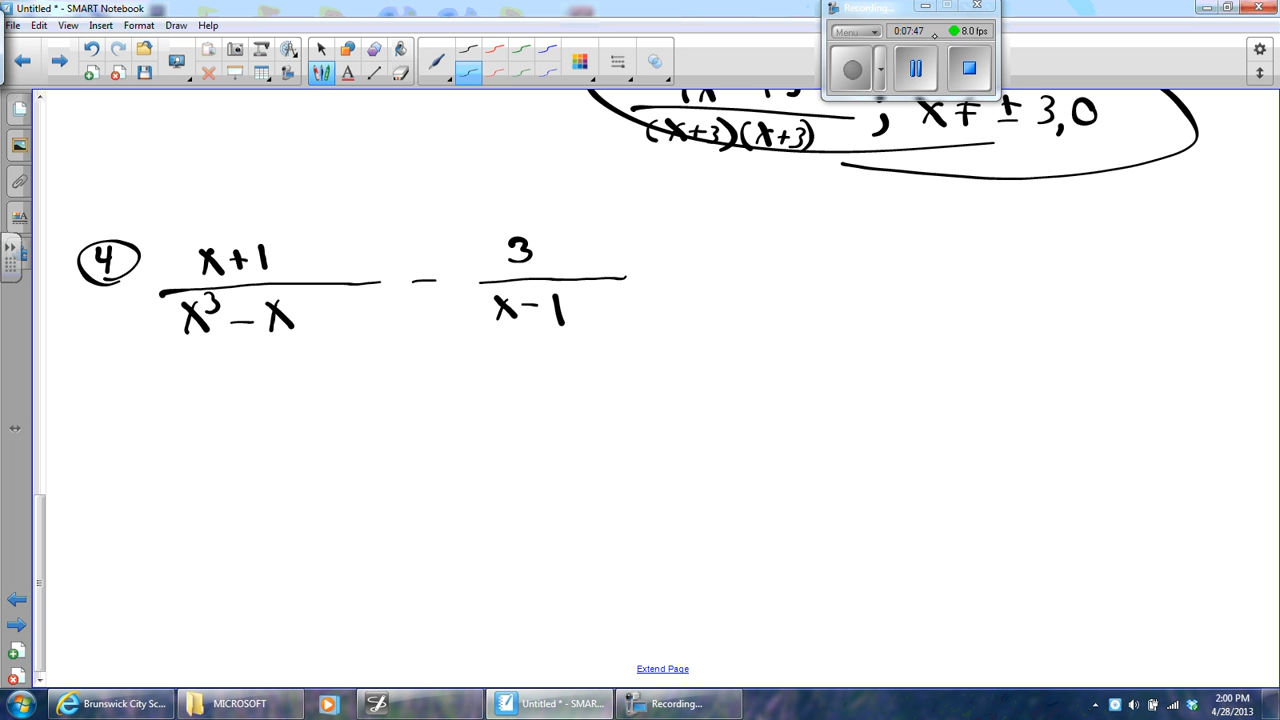 Untitled * - SMART Notebook
File Edit View Insert Format Draw Help
Recording...
Menu 0:07:47 8.0 fps
(x+3)(x+3) ; x ≠ ± 3,0
④ x+1 / x³ - x - 3 / x-1
Extend Page
Brunswick City Sc... MICROSOFT Untitled * - SMAR... Recording... 2:00 PM
4/28/2013